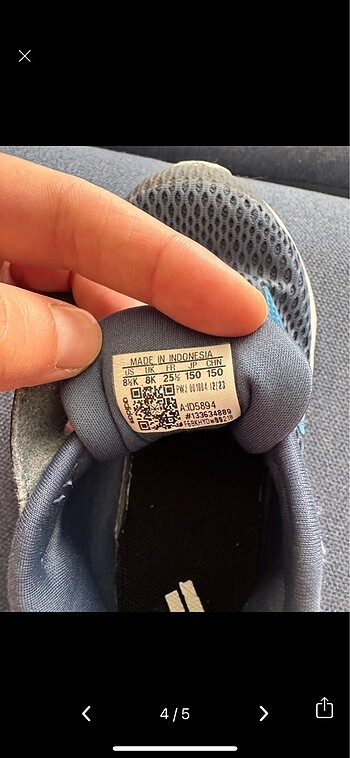 MADE IN INDONESIA
US UK FR JP CHN
8½K 8K 25½ 150 150
PWJ 001004 12/23
A:ID5894
#133634889
4/5